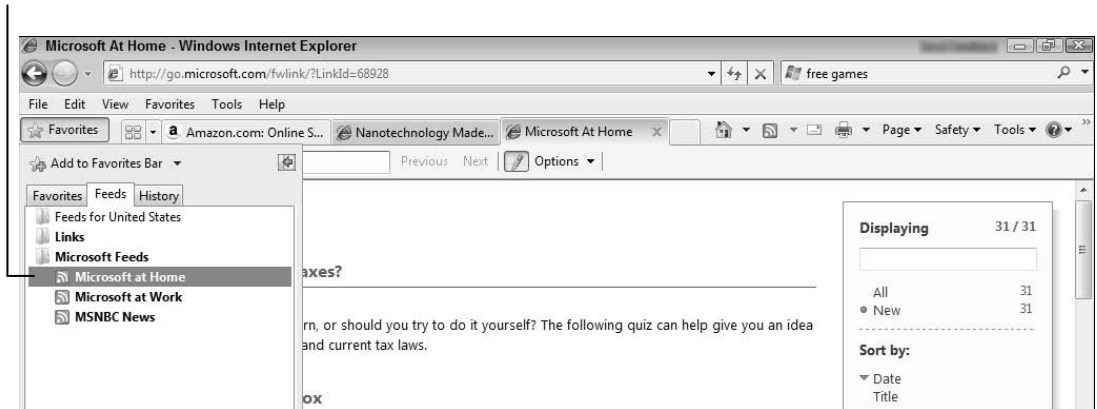 Microsoft At Home - Windows Internet Explorer
http://go.microsoft.com/fwlink/?LinkId=68928 free games
File Edit View Favorites Tools Help
Favorites a Amazon.com: Online S... Nanotechnology Made... Microsoft At Home Page Safety Tools
Add to Favorites Bar Previous Next Options
Favorites Feeds History
Feeds for United States
Links
Microsoft Feeds
Microsoft at Home
Microsoft at Work
MSNBC News
axes?
rn, or should you try to do it yourself? The following quiz can help give you an idea
and current tax laws.
ox
Displaying 31 / 31
All 31
New 31
Sort by:
Date
Title